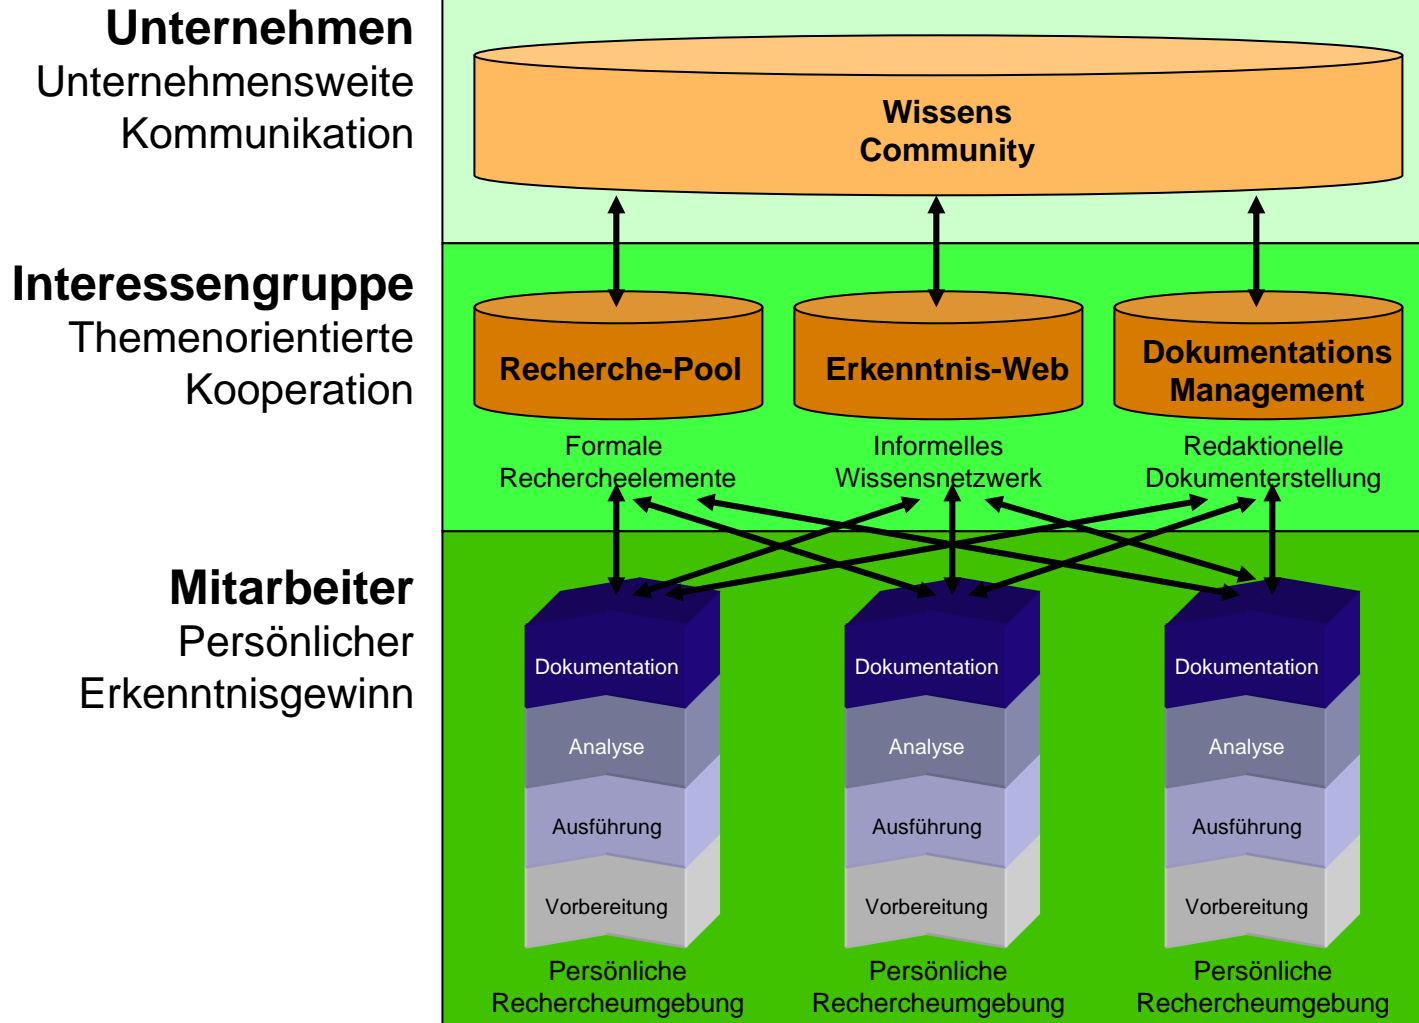 Unternehmen
Unternehmensweite
Kommunikation
Wissens
Community
Interessengruppe
Themenorientierte
Kooperation
Recherche-Pool
Erkenntnis-Web
Dokumentations
Management
Formale
Rechercheelemente
Informelles
Wissensnetzwerk
Redaktionelle
Dokumenterstellung
Mitarbeiter
Persönlicher
Erkenntnisgewinn
Dokumentation
Analyse
Ausführung
Vorbereitung
Persönliche
Rechercheumgebung
Dokumentation
Analyse
Ausführung
Vorbereitung
Persönliche
Rechercheumgebung
Dokumentation
Analyse
Ausführung
Vorbereitung
Persönliche
Rechercheumgebung